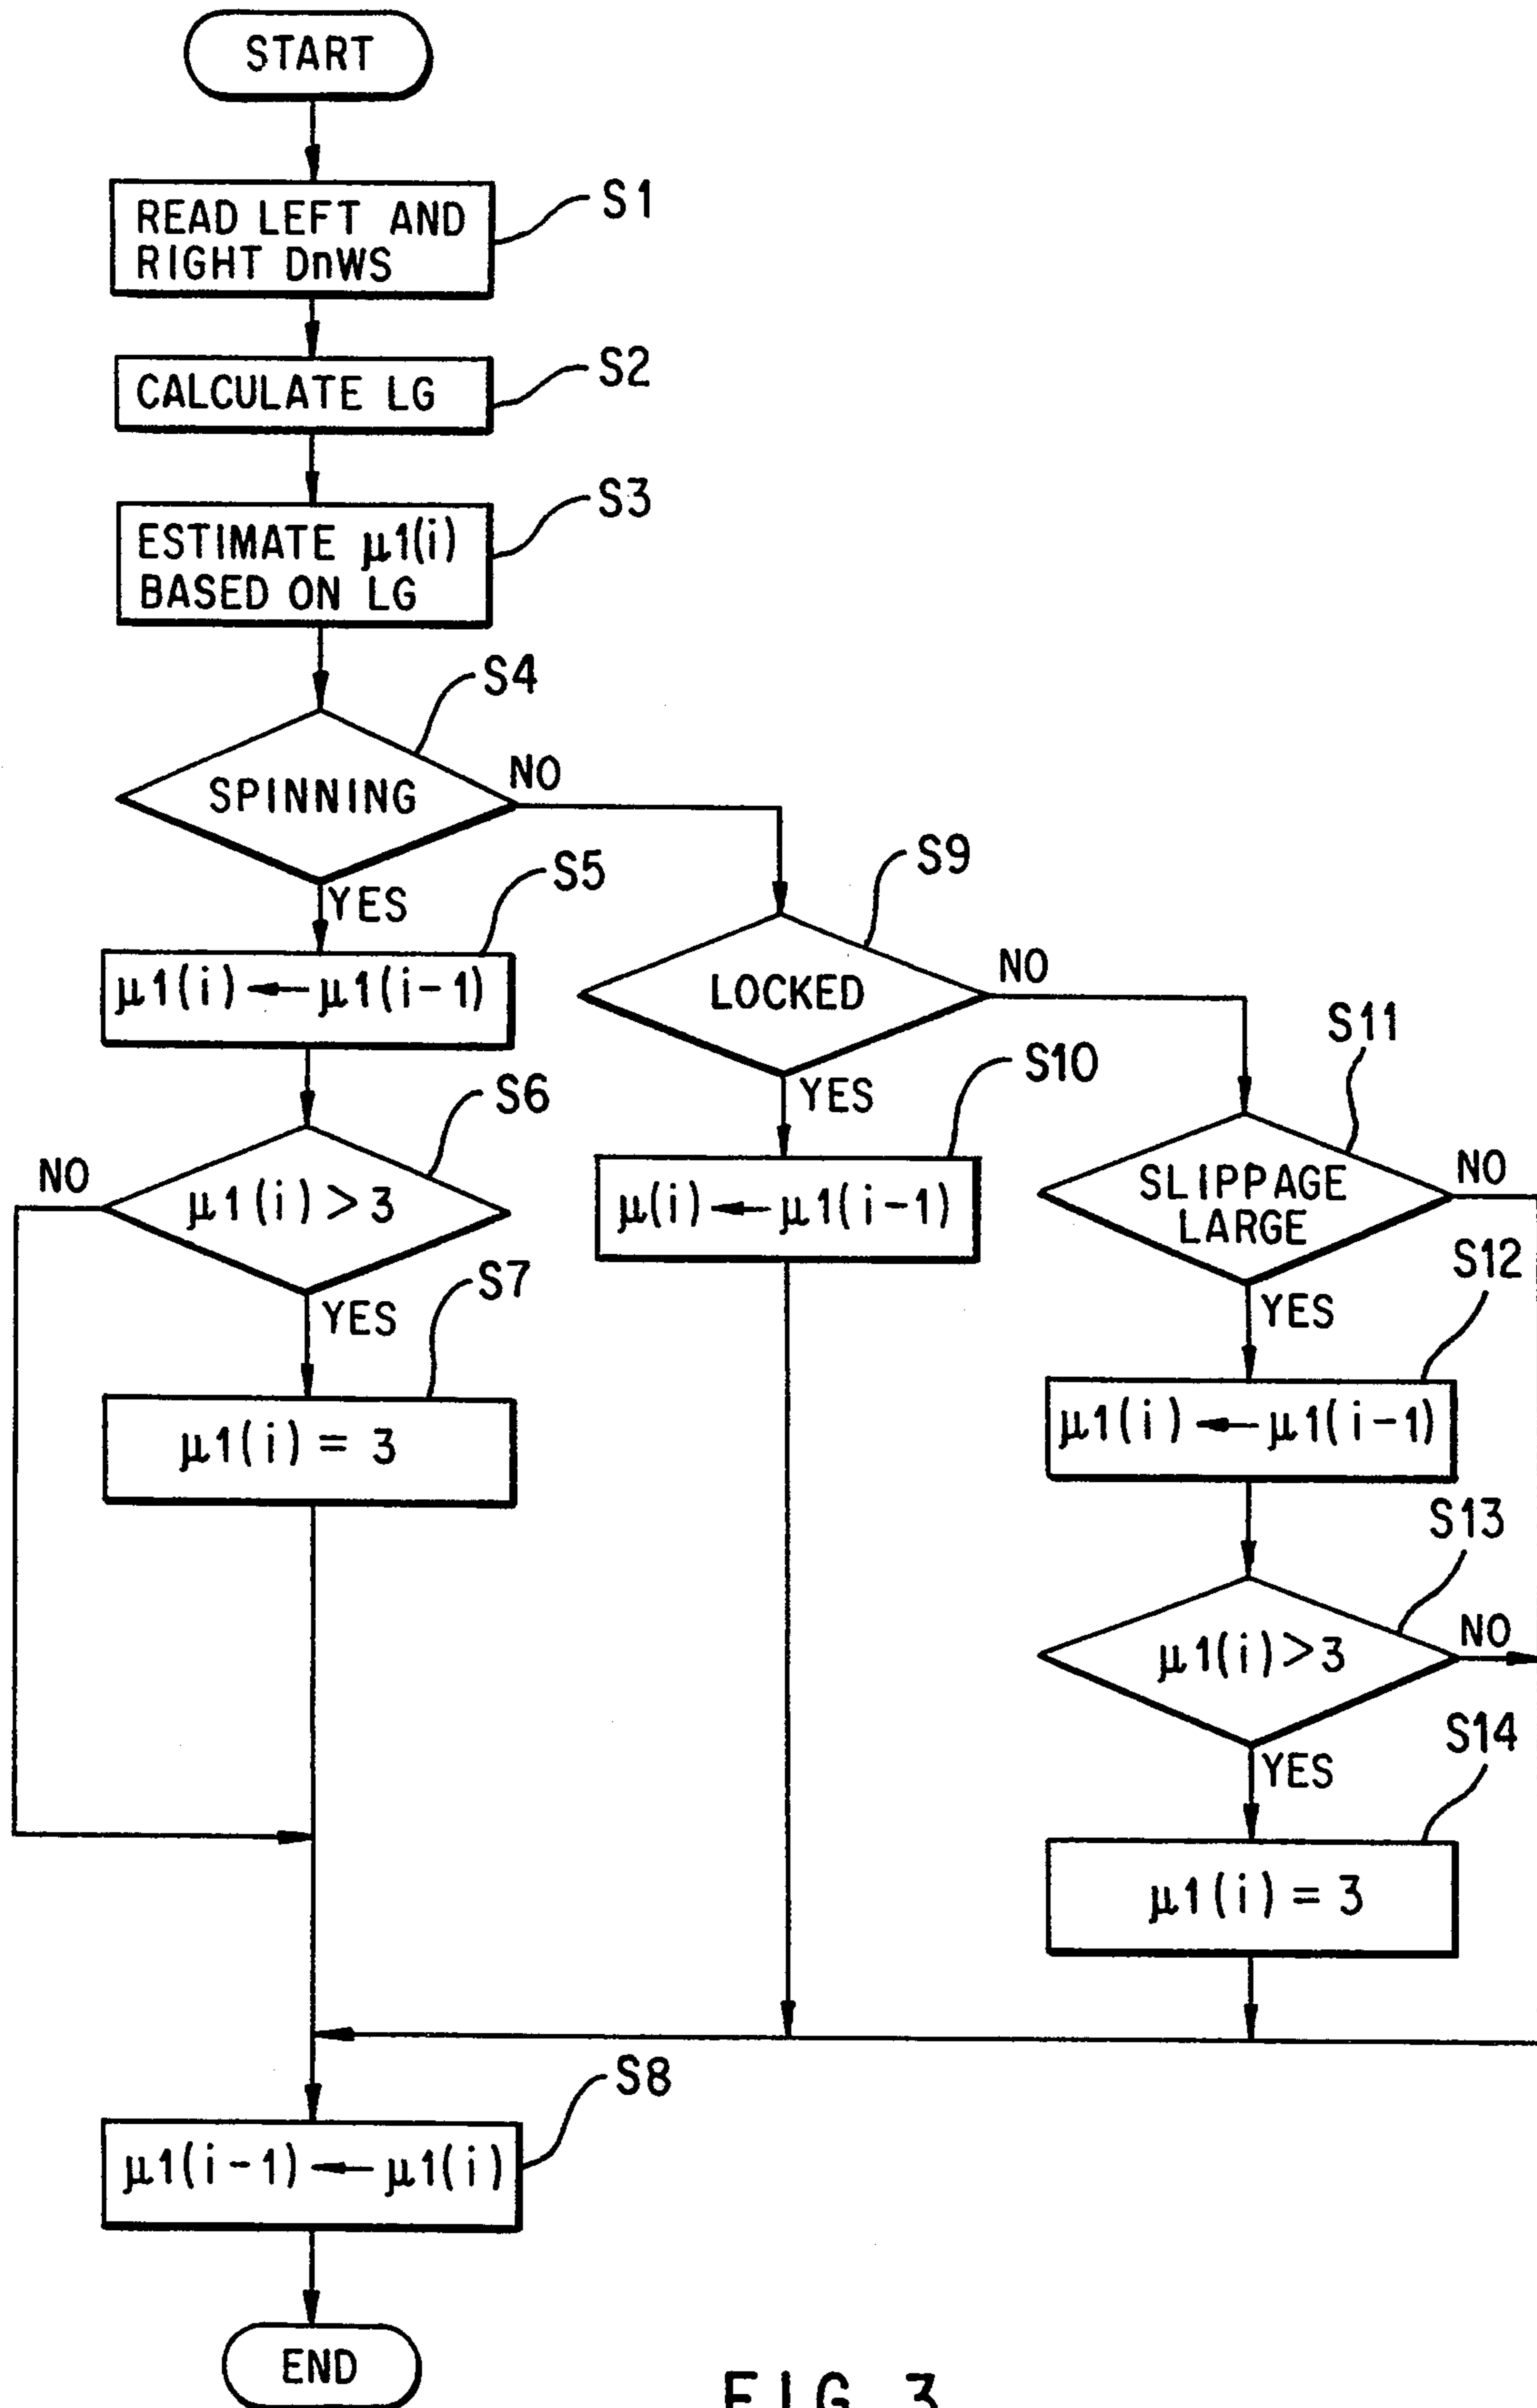 START
READ LEFT AND
RIGHT DnWS
S1
CALCULATE LG
S2
ESTIMATE μ1(i)
BASED ON LG
S3
SPINNING
S4
NO
YES
μ1(i) ← μ1(i-1)
S5
μ1(i) > 3
S6
NO
YES
μ1(i) = 3
S7
LOCKED
S9
NO
YES
μ(i) ← μ1(i-1)
S10
SLIPPAGE
LARGE
S11
NO
YES
μ1(i) ← μ1(i-1)
S12
μ1(i) > 3
S13
NO
YES
μ1(i) = 3
S14
μ1(i-1) ← μ1(i)
S8
END
FIG. 3